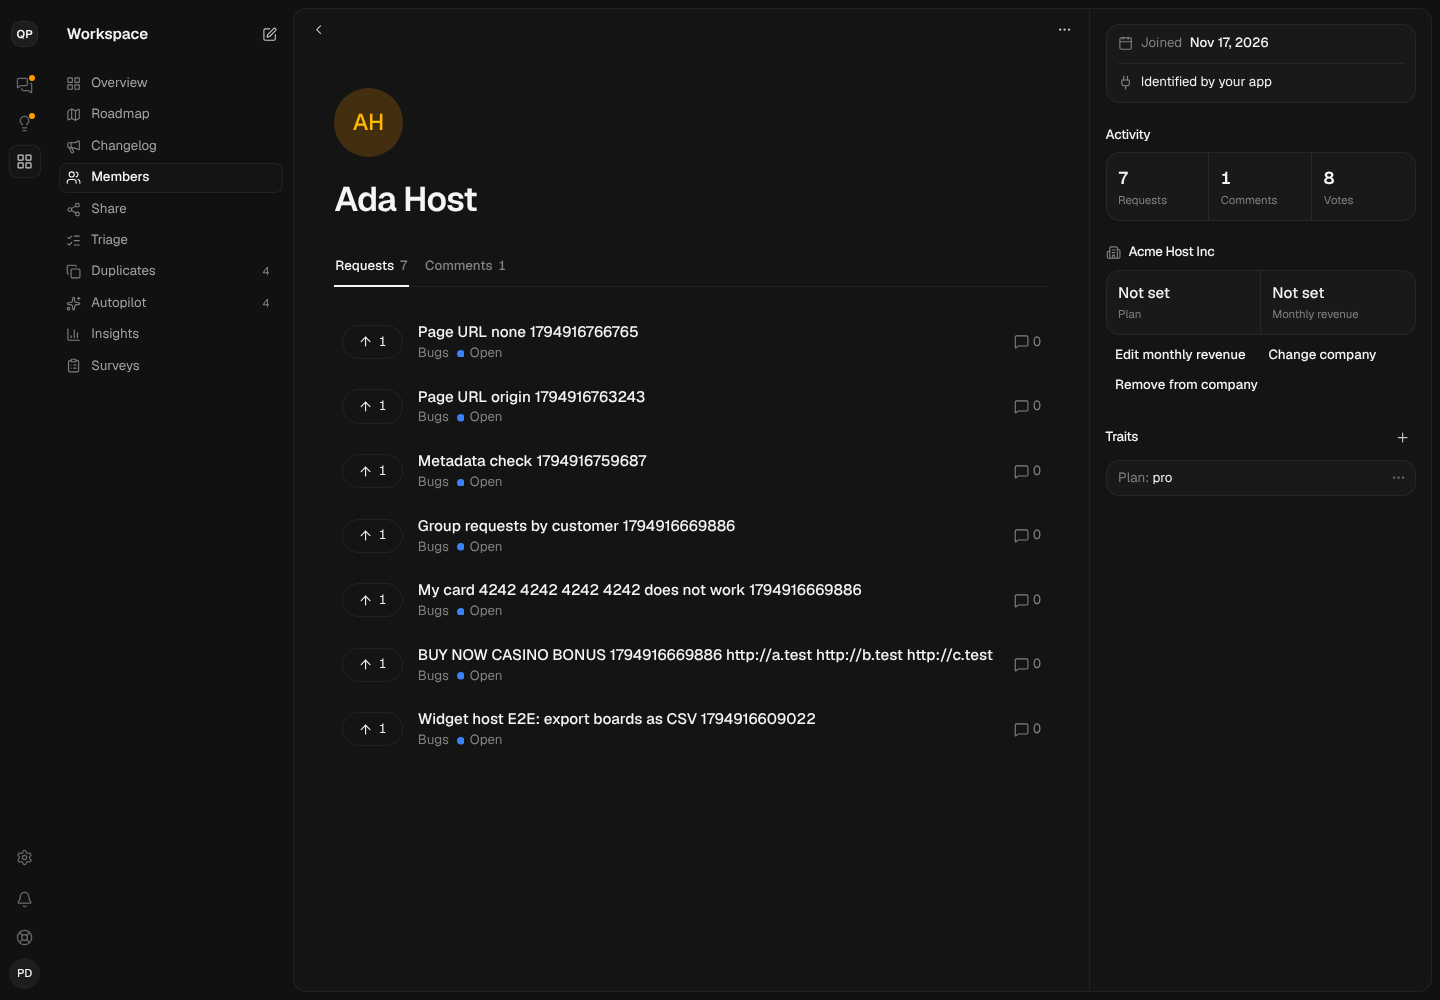 QP
Workspace
Overview
Roadmap
Changelog
Members
Share
Triage
Duplicates 4
Autopilot 4
Insights
Surveys
PD
AH
Ada Host
Requests 7 Comments 1
1 Page URL none 1794916766765 0
Bugs Open
1 Page URL origin 1794916763243 0
Bugs Open
1 Metadata check 1794916759687 0
Bugs Open
1 Group requests by customer 1794916669886 0
Bugs Open
1 My card 4242 4242 4242 4242 does not work 1794916669886 0
Bugs Open
1 BUY NOW CASINO BONUS 1794916669886 http://a.test http://b.test http://c.test 0
Bugs Open
1 Widget host E2E: export boards as CSV 1794916609022 0
Bugs Open
Joined Nov 17, 2026
Identified by your app
Activity
7 1 8
Requests Comments Votes
Acme Host Inc
Not set Not set
Plan Monthly revenue
Edit monthly revenue Change company
Remove from company
Traits
Plan: pro